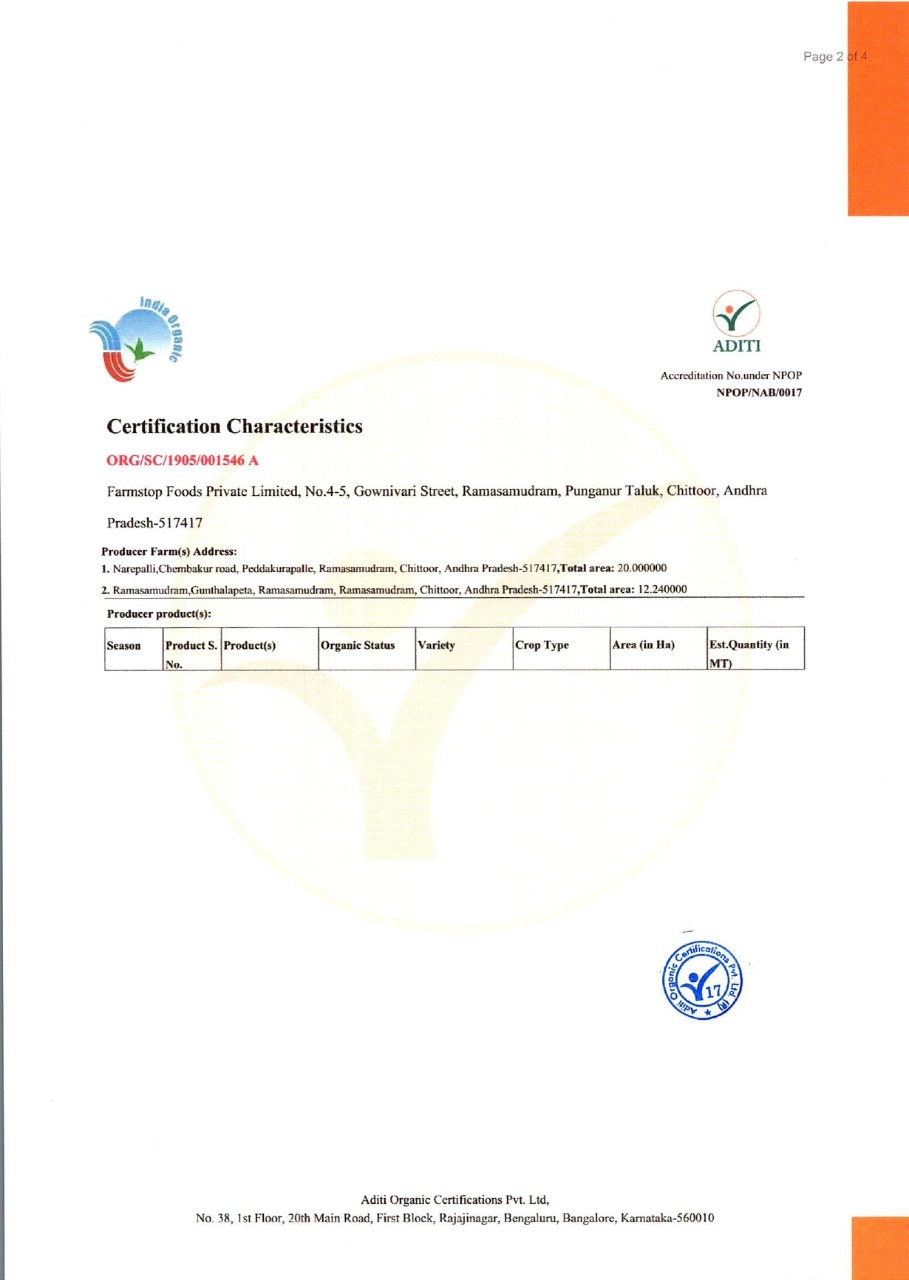 Page 2 of 4
India Organic
ADITI
Accreditation No.under NPOP
NPOP/NAB/0017
Certification Characteristics
ORG/SC/1905/001546 A
Farmstop Foods Private Limited, No.4-5, Gownivari Street, Ramasamudram, Punganur Taluk, Chittoor, Andhra
Pradesh-517417
Producer Farm(s) Address:
1. Narepalli,Chembakur road, Peddakurapalle, Ramasamudram, Chittoor, Andhra Pradesh-517417,Total area: 20.000000
2. Ramasamudram,Gunthalapeta, Ramasamudram, Ramasamudram, Chittoor, Andhra Pradesh-517417,Total area: 12.240000
Producer product(s):
Season Product S. Product(s) Organic Status Variety Crop Type Area (in Ha) Est.Quantity (in
No. MT)
Aditi Organic Certifications Pvt. Ltd (R)
17
Aditi Organic Certifications Pvt. Ltd,
No. 38, 1st Floor, 20th Main Road, First Block, Rajajinagar, Bengaluru, Bangalore, Karnataka-560010